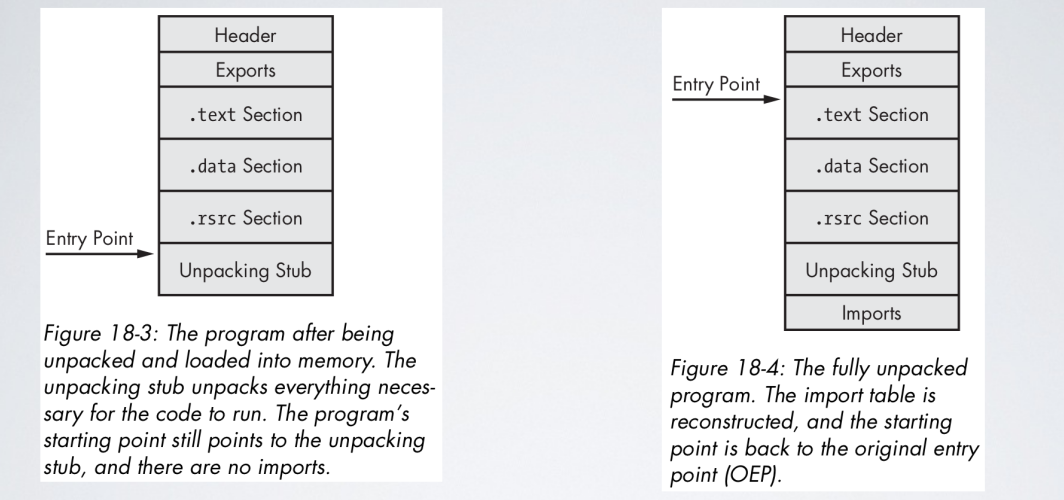 Header
Exports
.text Section
.data Section
.rsrc Section
Entry Point
Unpacking Stub
Figure 18-3: The program after being
unpacked and loaded into memory. The
unpacking stub unpacks everything neces-
sary for the code to run. The program's
starting point still points to the unpacking
stub, and there are no imports.
Header
Exports
Entry Point
.text Section
.data Section
.rsrc Section
Unpacking Stub
Imports
Figure 18-4: The fully unpacked
program. The import table is
reconstructed, and the starting
point is back to the original entry
point (OEP).